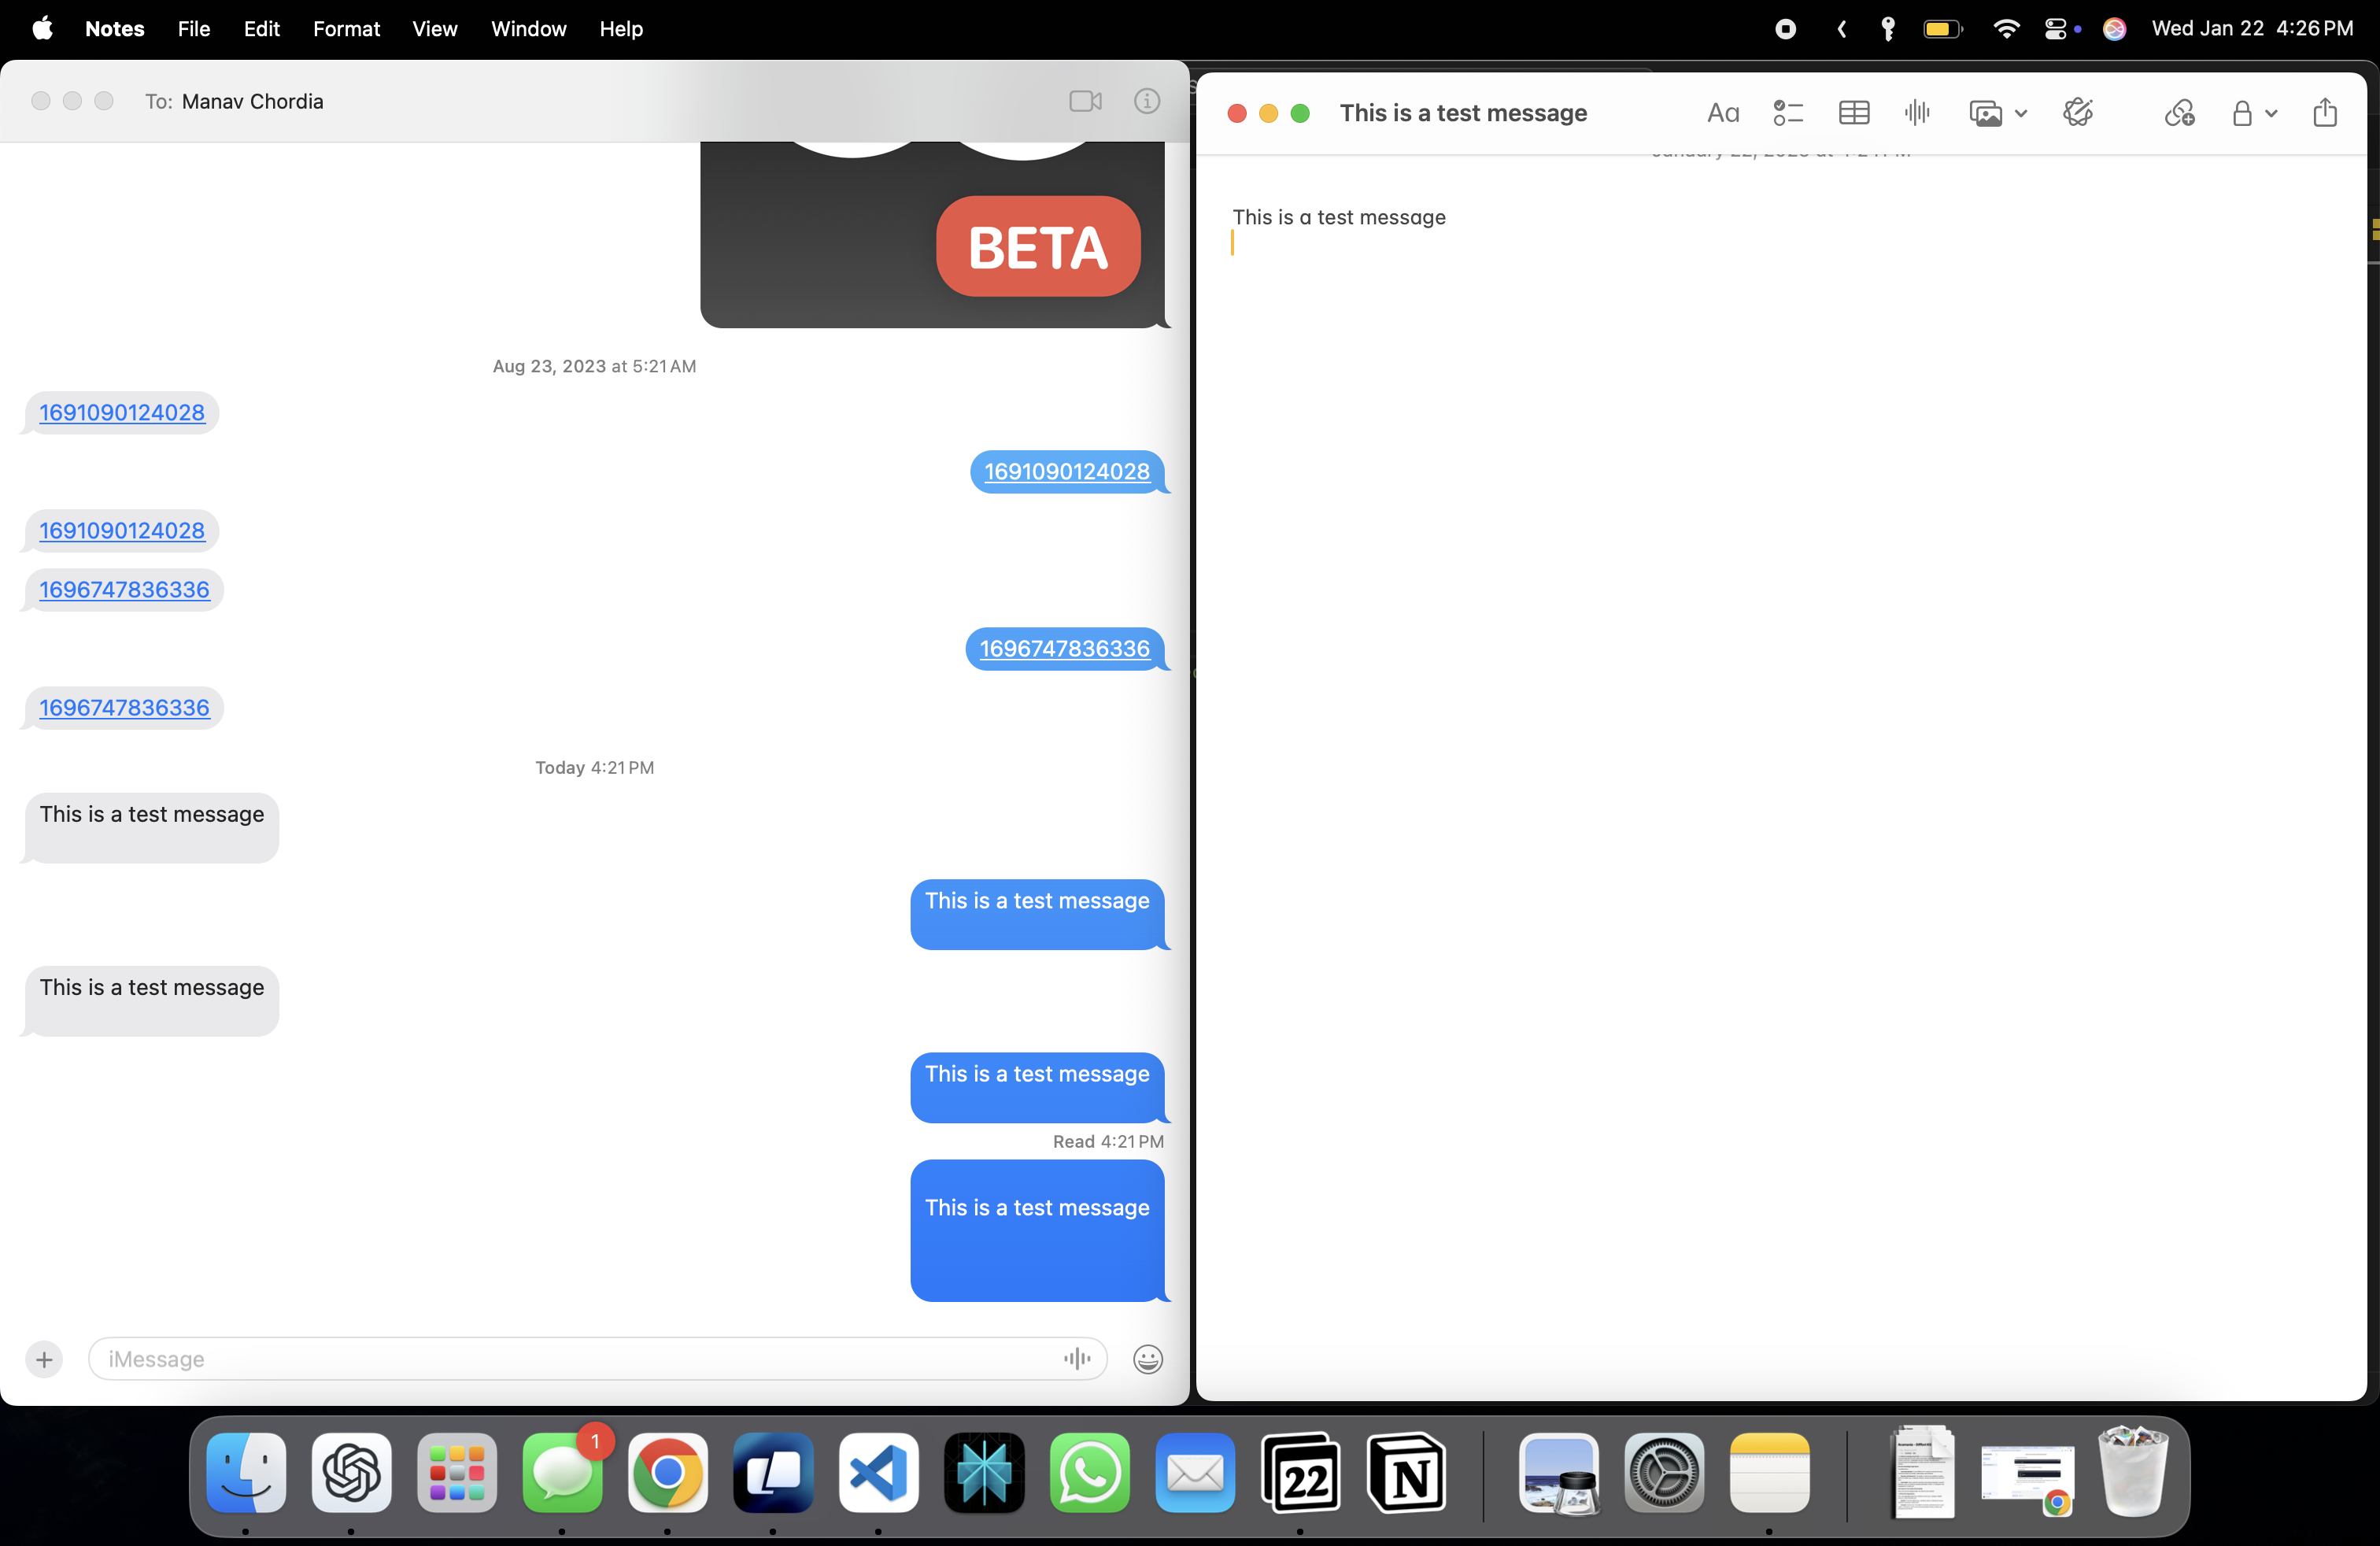 Notes File Edit Format View Window Help Wed Jan 22 4:26 PM
To: Manav Chordia
BETA
Aug 23, 2023 at 5:21 AM
1691090124028
1691090124028
1691090124028
1696747836336
1696747836336
1696747836336
Today 4:21 PM
This is a test message
This is a test message
This is a test message
This is a test message
Read 4:21 PM
This is a test message
iMessage
This is a test message
Aa
This is a test message
1
22
N